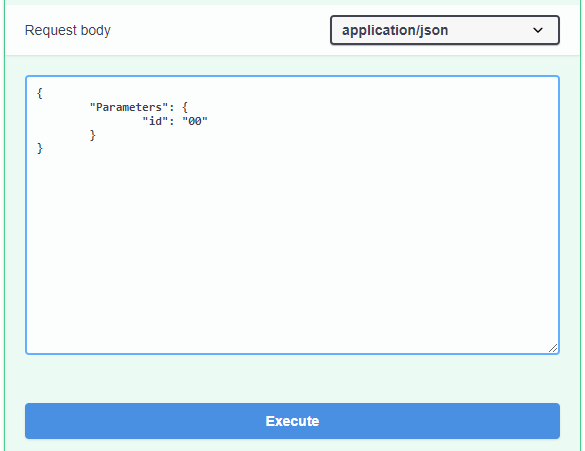 Request body
application/json
{
"Parameters": {
"id": "00"
}
}
Execute